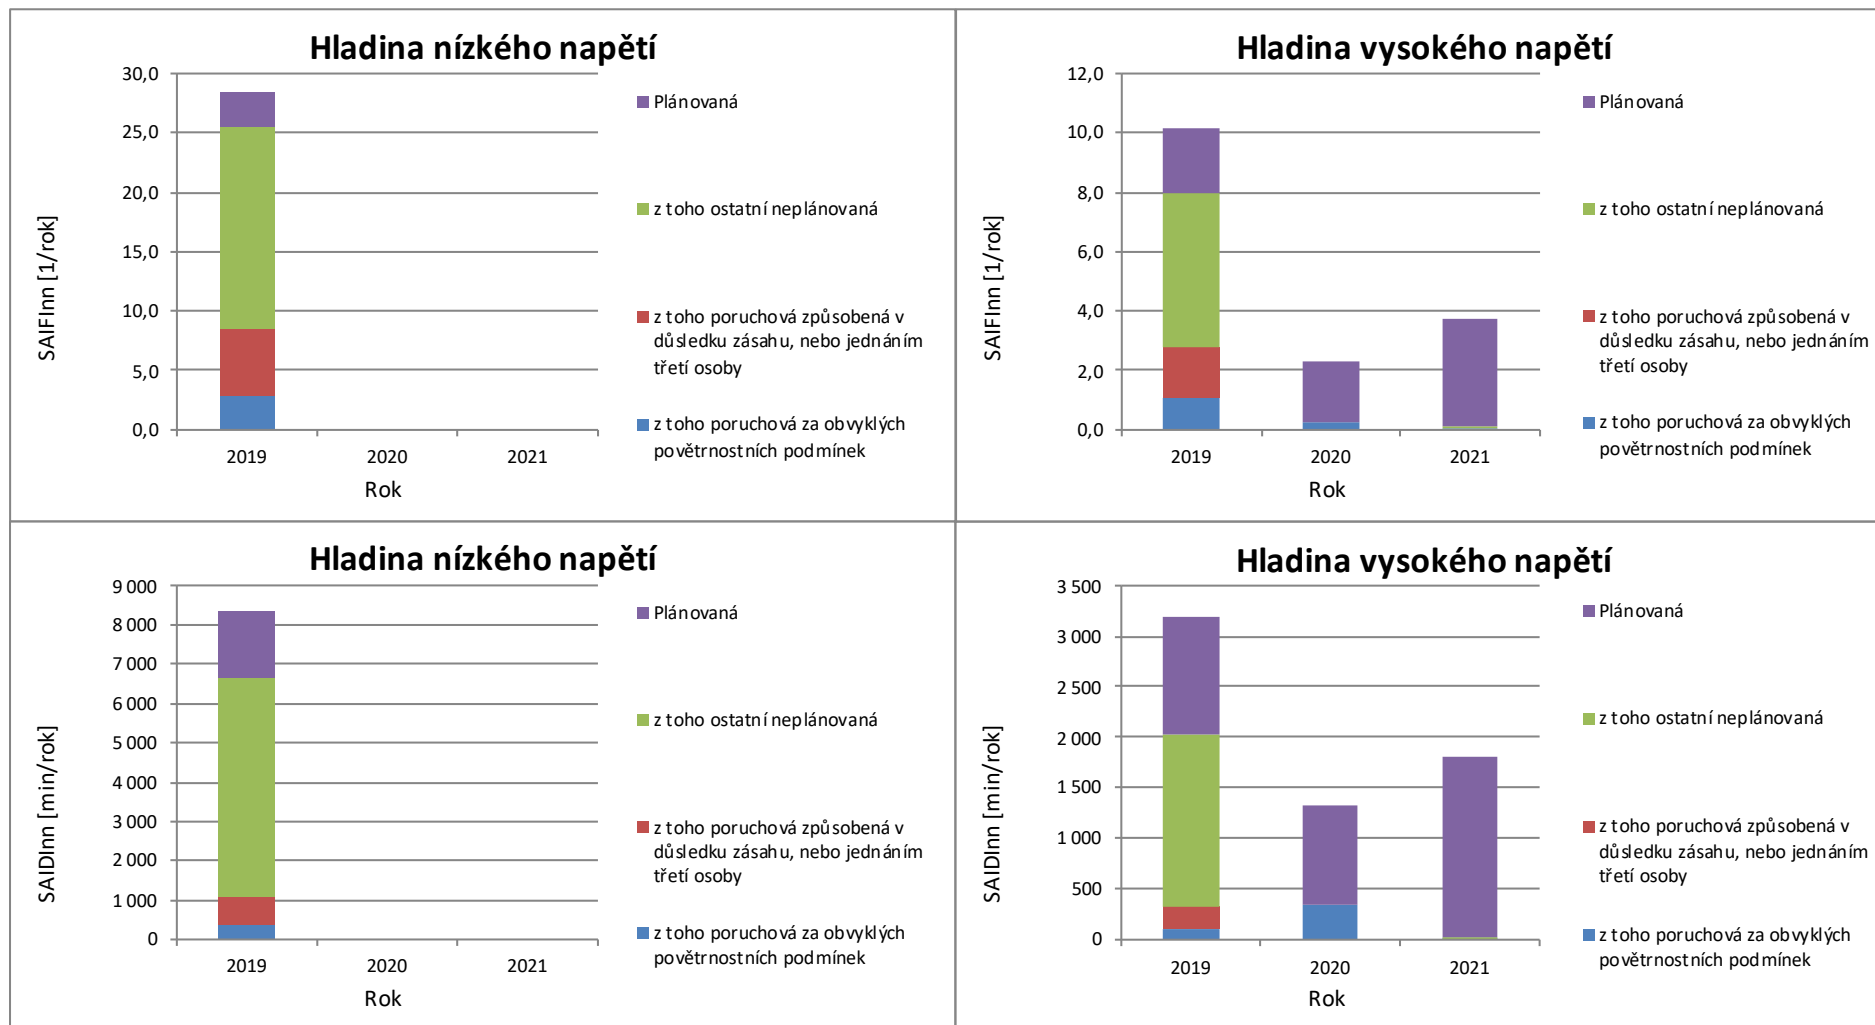 Hladina nízkého napětí
30,0
25,0
20,0
15,0
10,0
5,0
0,0
SAIFInn [1/rok]
2019
2020
2021
Rok
Plánovaná
z toho ostatní neplánovaná
z toho poruchová způsobená v
důsledku zásahu, nebo jednáním
třetí osoby
z toho poruchová za obvyklých
povětrnostních podmínek
Hladina vysokého napětí
12,0
10,0
8,0
6,0
4,0
2,0
0,0
SAIFInn [1/rok]
2019
2020
2021
Rok
Plánovaná
z toho ostatní neplánovaná
z toho poruchová způsobená v
důsledku zásahu, nebo jednáním
třetí osoby
z toho poruchová za obvyklých
povětrnostních podmínek
Hladina nízkého napětí
9 000
8 000
7 000
6 000
5 000
4 000
3 000
2 000
1 000
0
SAIDInn [min/rok]
2019
2020
2021
Rok
Plánovaná
z toho ostatní neplánovaná
z toho poruchová způsobená v
důsledku zásahu, nebo jednáním
třetí osoby
z toho poruchová za obvyklých
povětrnostních podmínek
Hladina vysokého napětí
3 500
3 000
2 500
2 000
1 500
1 000
500
0
SAIDInn [min/rok]
2019
2020
2021
Rok
Plánovaná
z toho ostatní neplánovaná
z toho poruchová způsobená v
důsledku zásahu, nebo jednáním
třetí osoby
z toho poruchová za obvyklých
povětrnostních podmínek